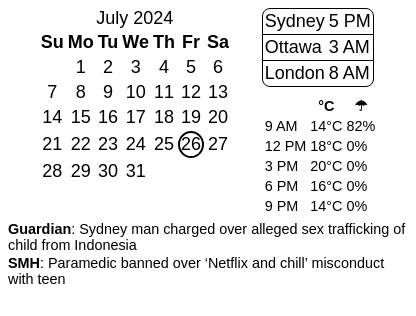 July 2024
Su Mo Tu We Th Fr Sa
1 2 3 4 5 6
7 8 9 10 11 12 13
14 15 16 17 18 19 20
21 22 23 24 25 26 27
28 29 30 31
Sydney 5 PM
Ottawa 3 AM
London 8 AM
°C ☂
9 AM 14°C 82%
12 PM 18°C 0%
3 PM 20°C 0%
6 PM 16°C 0%
9 PM 14°C 0%
Guardian: Sydney man charged over alleged sex trafficking of
child from Indonesia
SMH: Paramedic banned over ‘Netflix and chill’ misconduct
with teen